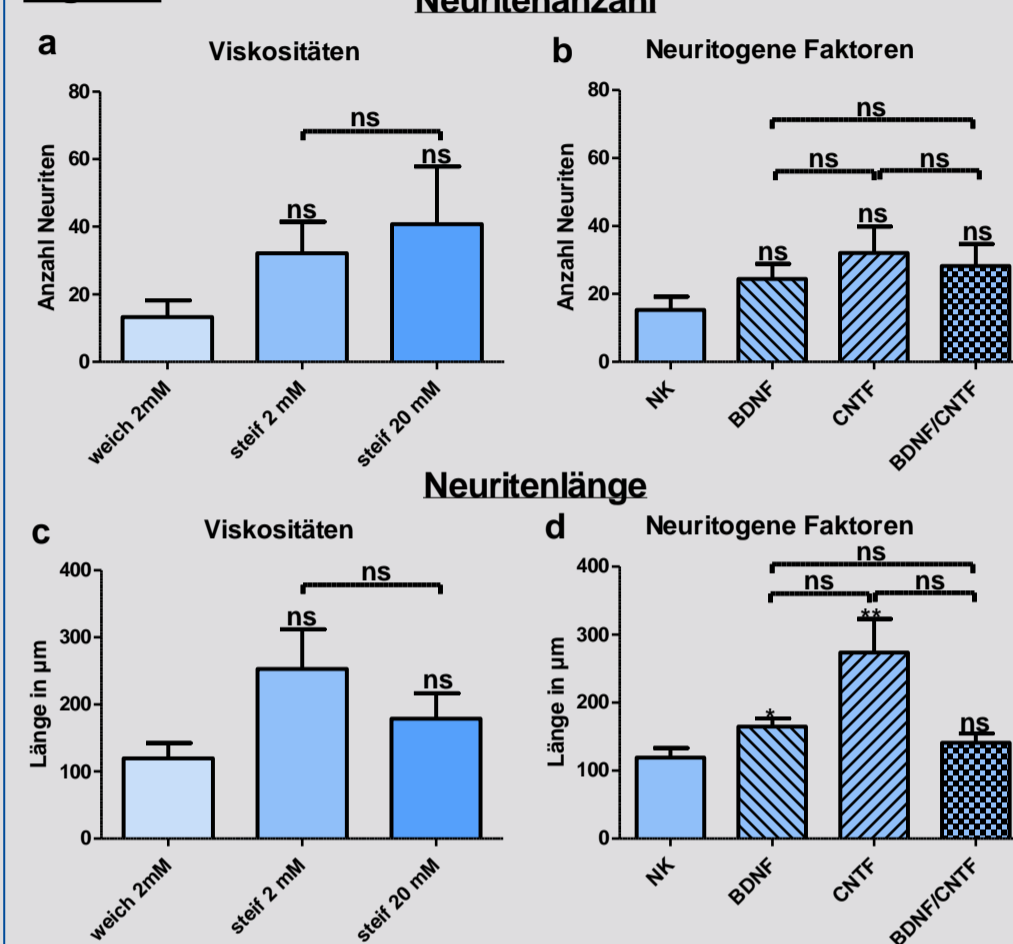 Neuritenanzahl
a
Viskositäten
Anzahl Neuriten
80
60
40
20
0
ns
ns
ns
weich 2mM
steif 2 mM
steif 20 mM
b
Neuritogene Faktoren
Anzahl Neuriten
80
60
40
20
0
ns
ns
ns
ns
ns
ns
NK
BDNF
CNTF
BDNF/CNTF
Neuritenlänge
c
Viskositäten
Länge in µm
400
300
200
100
0
ns
ns
ns
weich 2mM
steif 2 mM
steif 20 mM
d
Neuritogene Faktoren
Länge in µm
400
300
200
100
0
ns
ns
ns
*
**
ns
NK
BDNF
CNTF
BDNF/CNTF